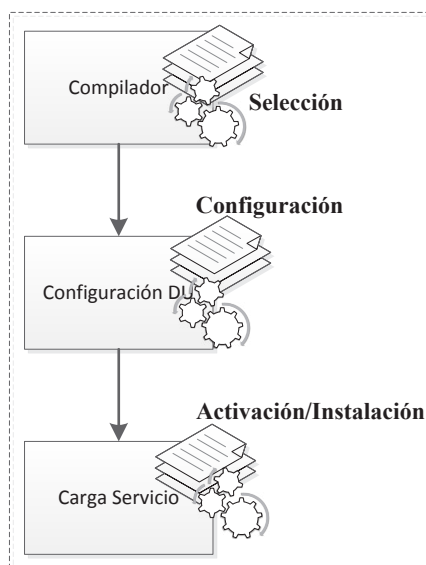 Compilador
Selección
Configuración
Configuración DU
Activación/Instalación
Carga Servicio